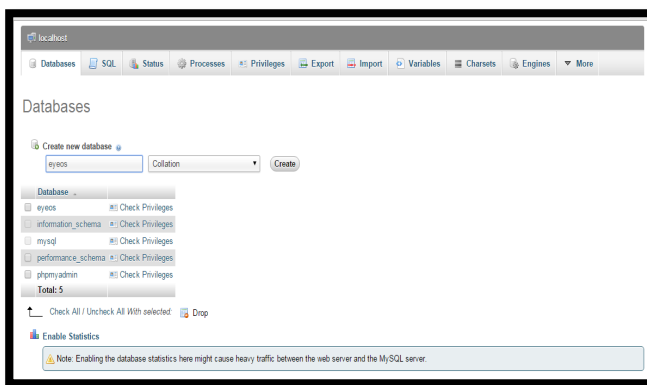 localhost
Databases SQL Status Processes Privileges Export Import Variables Charsets Engines More
Databases
Create new database
eyeos Collation Create
Database
eyeos Check Privileges
information_schema Check Privileges
mysql Check Privileges
performance_schema Check Privileges
phpmyadmin Check Privileges
Total: 5
Check All / Uncheck All With selected: Drop
Enable Statistics
Note: Enabling the database statistics here might cause heavy traffic between the web server and the MySQL server.